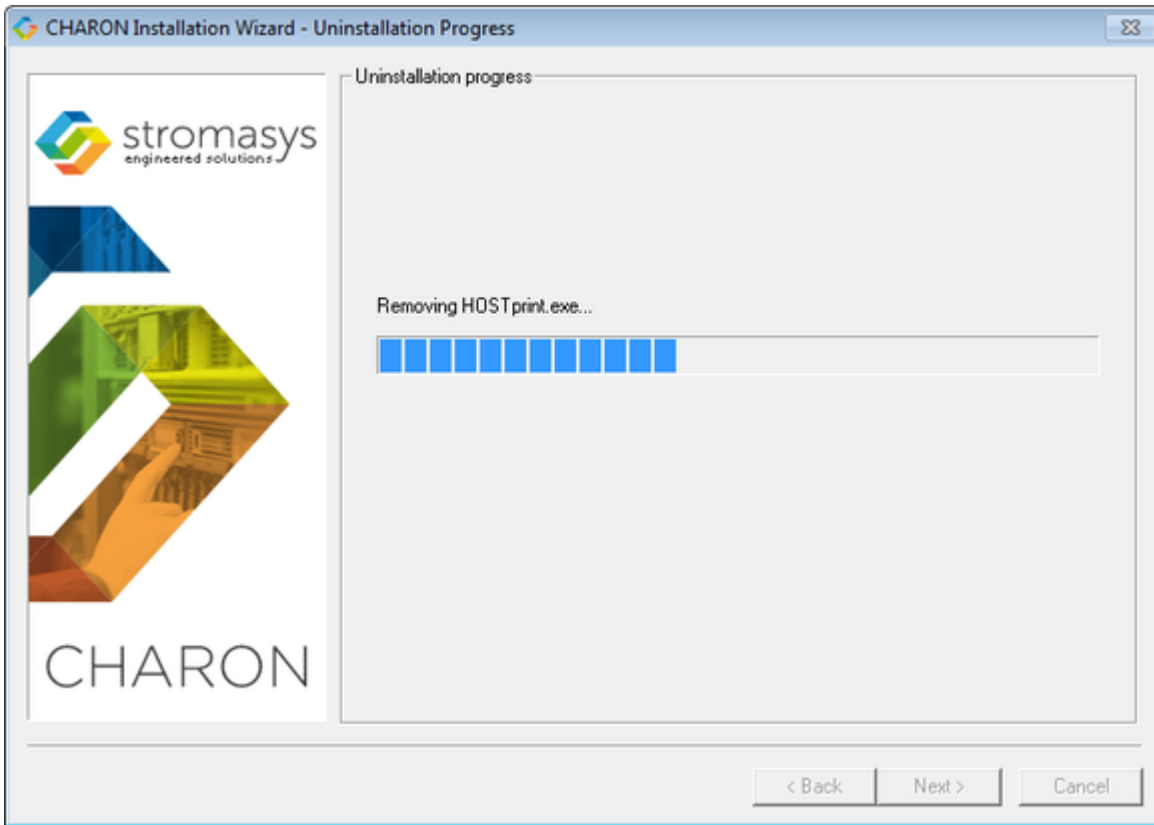 CHARON Installation Wizard - Uninstallation Progress
stromasys
engineered solutions
CHARON
Uninstallation progress
Removing HOSTprint.exe...
< Back Next > Cancel